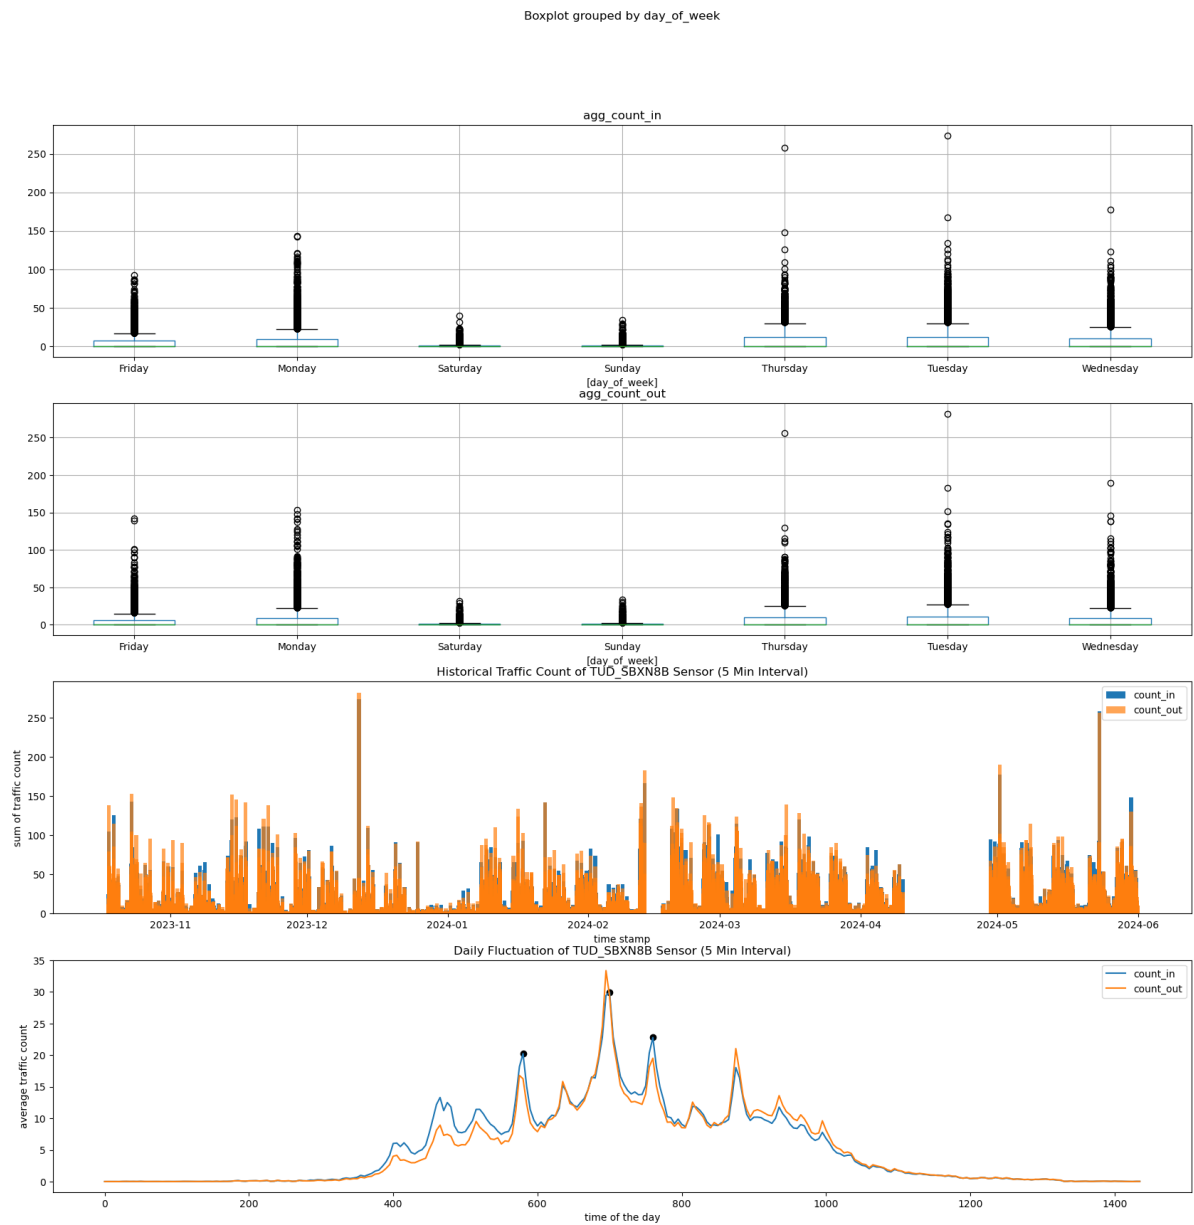 Boxplot grouped by day_of_week
agg_count_in
250
200
150
100
50
0
Friday Monday Saturday Sunday Thursday Tuesday Wednesday
[day_of_week]
agg_count_out
250
200
150
100
50
0
Friday Monday Saturday Sunday Thursday Tuesday Wednesday
[day_of_week]
Historical Traffic Count of TUD_SBXN8B Sensor (5 Min Interval)
count_in
count_out
sum of traffic count
250
200
150
100
50
0
2023-11 2023-12 2024-01 2024-02 2024-03 2024-04 2024-05 2024-06
time stamp
Daily Fluctuation of TUD_SBXN8B Sensor (5 Min Interval)
count_in
count_out
average traffic count
35
30
25
20
15
10
5
0
0 200 400 600 800 1000 1200 1400
time of the day